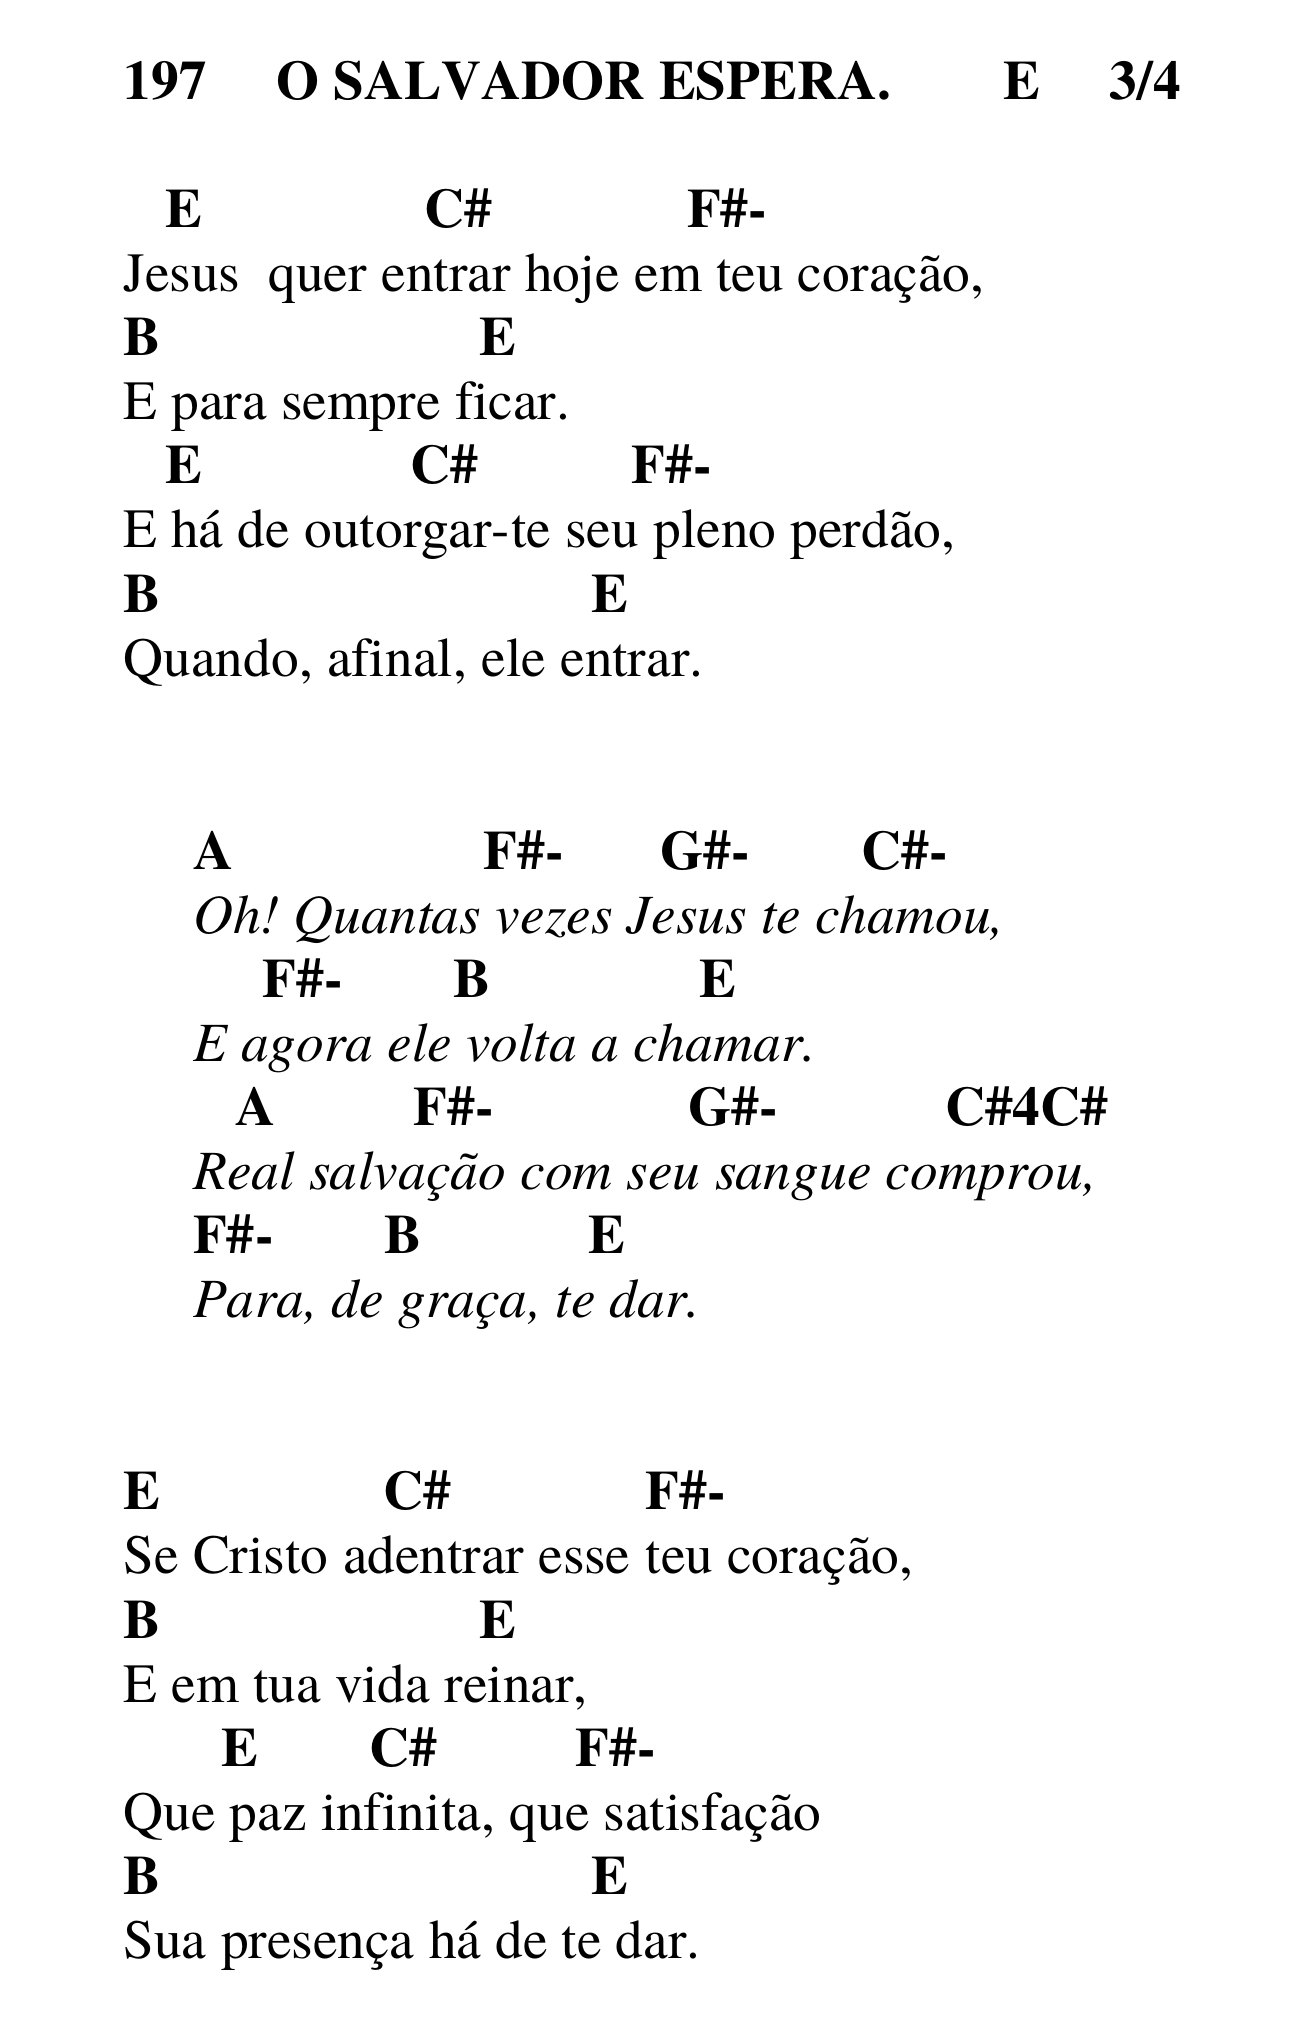 197 O SALVADOR ESPERA. E 3/4
E C# F#-
Jesus quer entrar hoje em teu coração,
B E
E para sempre ficar.
E C# F#-
E há de outorgar-te seu pleno perdão,
B E
Quando, afinal, ele entrar.
A F#- G#- C#-
Oh! Quantas vezes Jesus te chamou,
F#- B E
E agora ele volta a chamar.
A F#- G#- C#4C#
Real salvação com seu sangue comprou,
F#- B E
Para, de graça, te dar.
E C# F#-
Se Cristo adentrar esse teu coração,
B E
E em tua vida reinar,
E C# F#-
Que paz infinita, que satisfação
B E
Sua presença há de te dar.